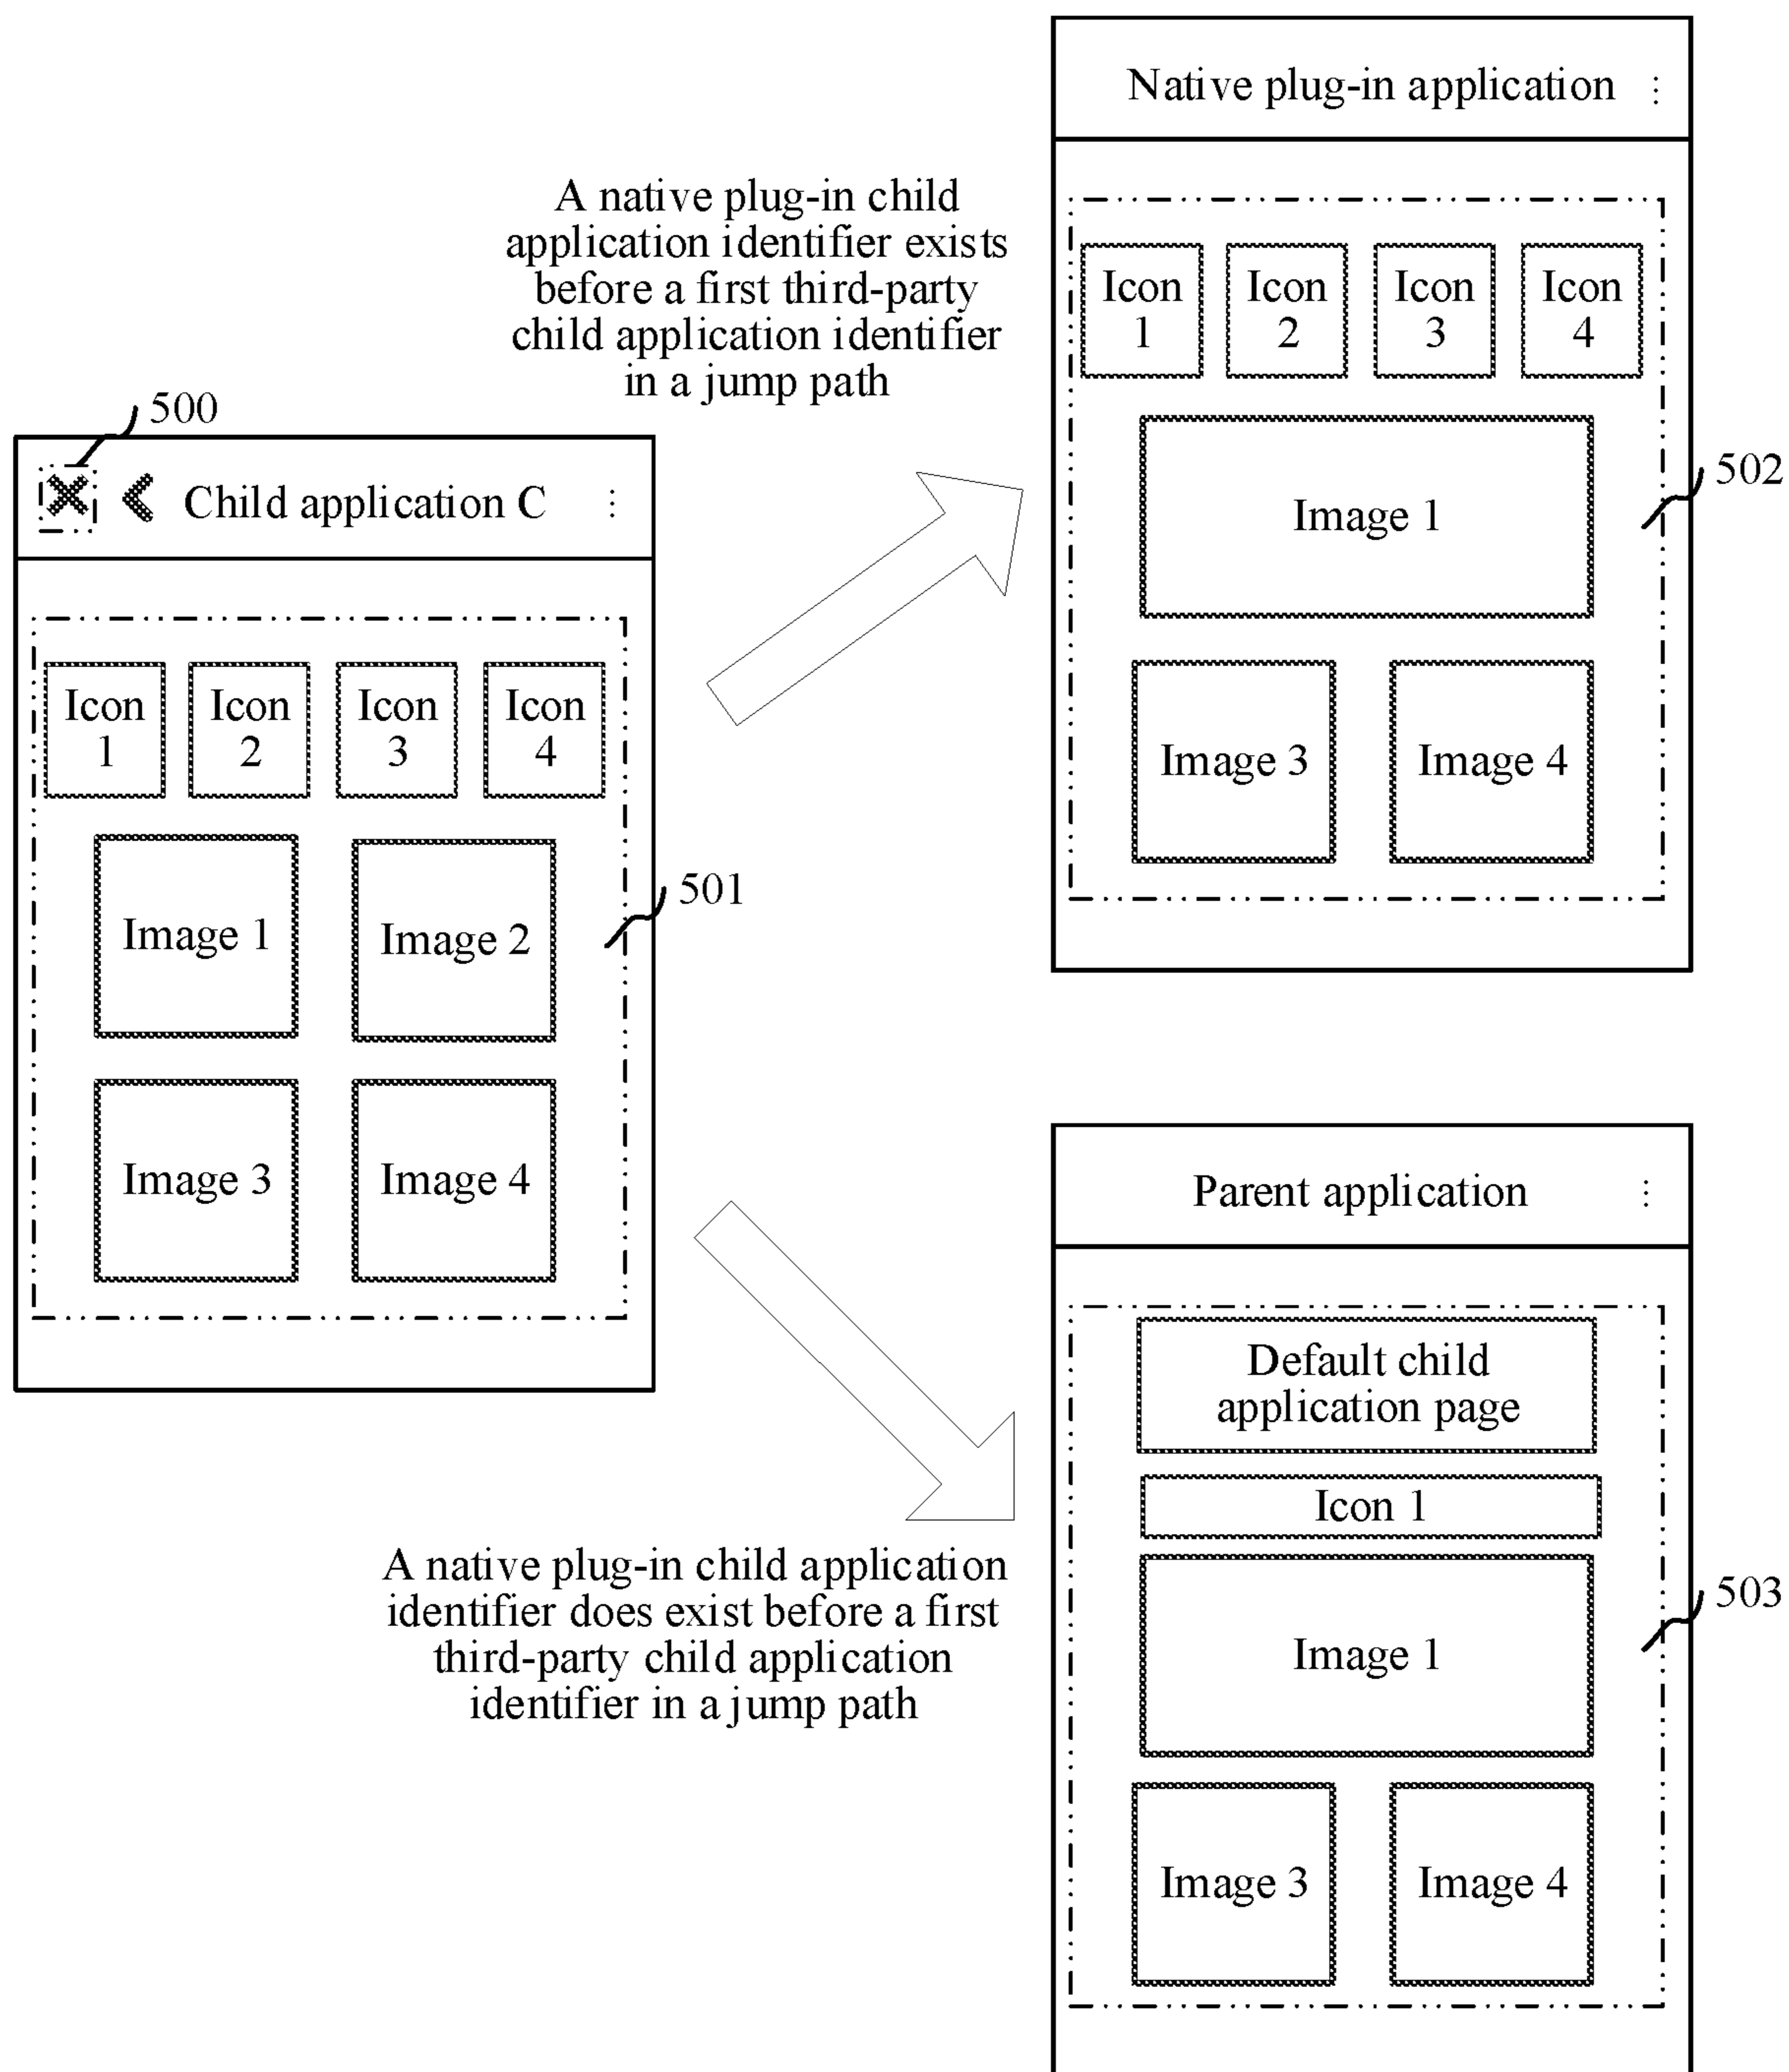 Native plug-in application
A native plug-in child
application identifier exists
before a first third-party
child application identifier
in a jump path
Icon
1
Icon
2
Icon
3
Icon
4
Image 1
502
Image 3
Image 4
500
Child application C
Icon
1
Icon
2
Icon
3
Icon
4
501
Image 1
Image 2
Image 3
Image 4
Parent application
Default child
application page
Icon 1
A native plug-in child application
identifier does exist before a first
third-party child application
identifier in a jump path
503
Image 1
Image 3
Image 4